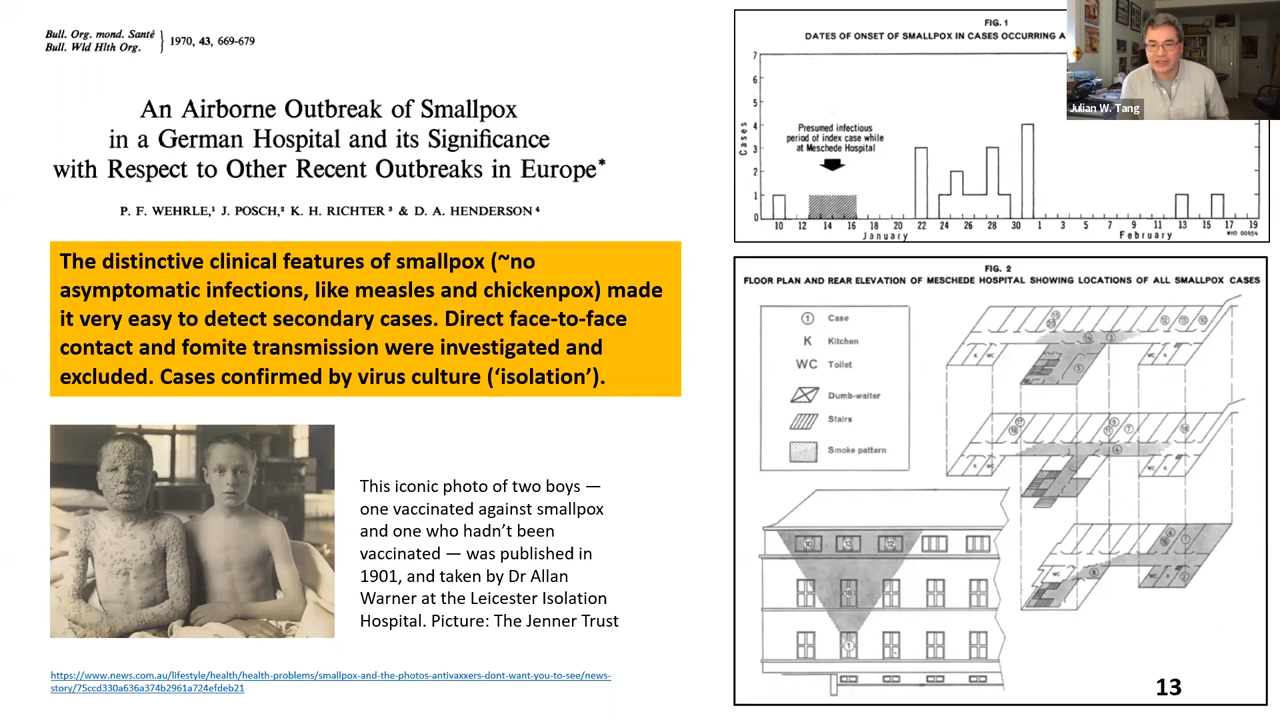 Bull. Org. mond. Santé
Bull. Wld Hlth Org.
1970, 43, 669-679
An Airborne Outbreak of Smallpox
in a German Hospital and its Significance
with Respect to Other Recent Outbreaks in Europe*
P. F. WEHRLE,¹ J. POSCH,² K. H. RICHTER ³ & D. A. HENDERSON ⁴
The distinctive clinical features of smallpox (~no
asymptomatic infections, like measles and chickenpox) made
it very easy to detect secondary cases. Direct face-to-face
contact and fomite transmission were investigated and
excluded. Cases confirmed by virus culture (‘isolation’).
This iconic photo of two boys —
one vaccinated against smallpox
and one who hadn’t been
vaccinated — was published in
1901, and taken by Dr Allan
Warner at the Leicester Isolation
Hospital. Picture: The Jenner Trust
https://www.news.com.au/lifestyle/health/health-problems/smallpox-and-the-photos-antivaxxers-dont-want-you-to-see/news-
story/75ccd330a636a374b2961a724efdeb21
FIG. 1
DATES OF ONSET OF SMALLPOX IN CASES OCCURRING A
Julian W. Tang
7
6
5
4
3
2
1
0
Cases
Presumed infectious
period of index case while
at Meschede Hospital
10 12 14 16 18 20 22 24 26 28 30 1 3 5 7 9 11 13 15 17 19
January February
WHO 00654
FIG. 2
FLOOR PLAN AND REAR ELEVATION OF MESCHEDE HOSPITAL SHOWING LOCATIONS OF ALL SMALLPOX CASES
1 Case
K Kitchen
WC Toilet
Dumb-waiter
Stairs
Smoke pattern
13